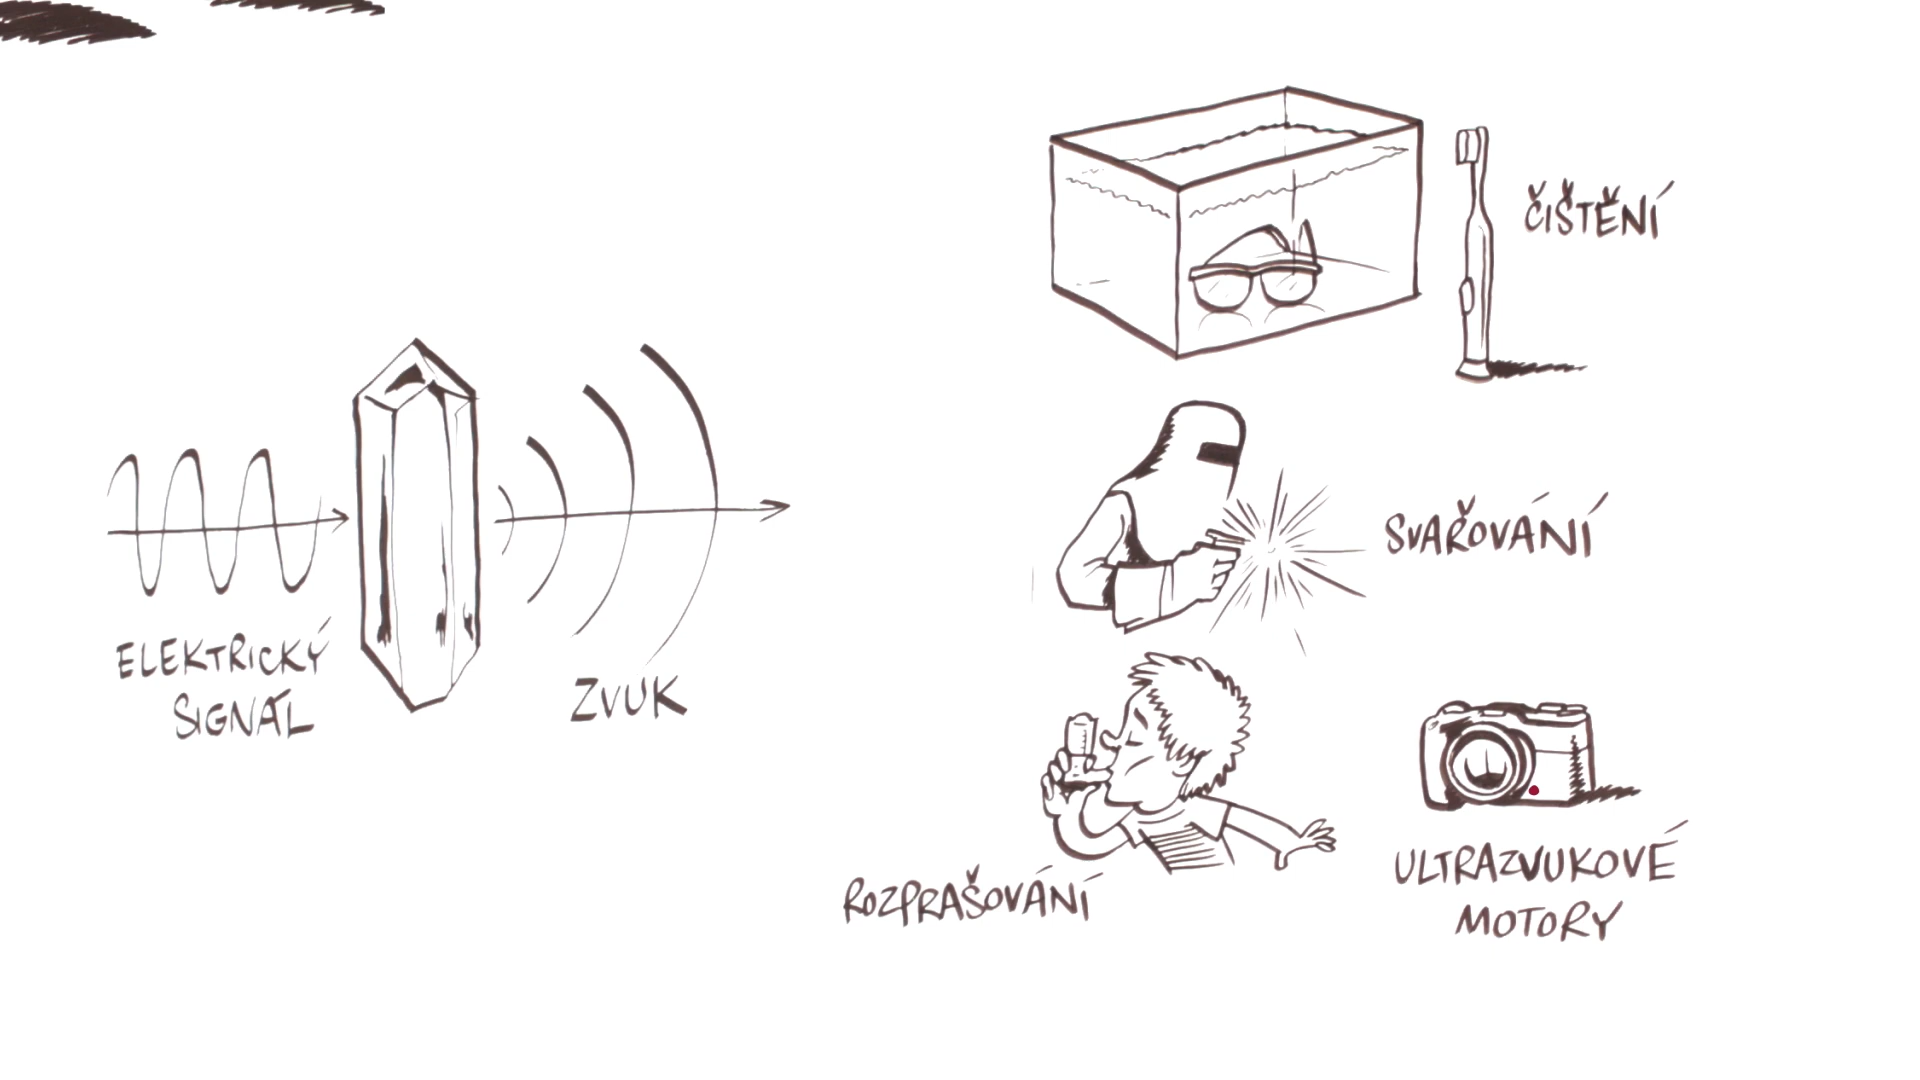 ELEKTRICKÝ
SIGNÁL
ZVUK
ČIŠTĚNÍ
SVAŘOVÁNÍ
ROZPRAŠOVÁNÍ
ULTRAZVUKOVÉ
MOTORY